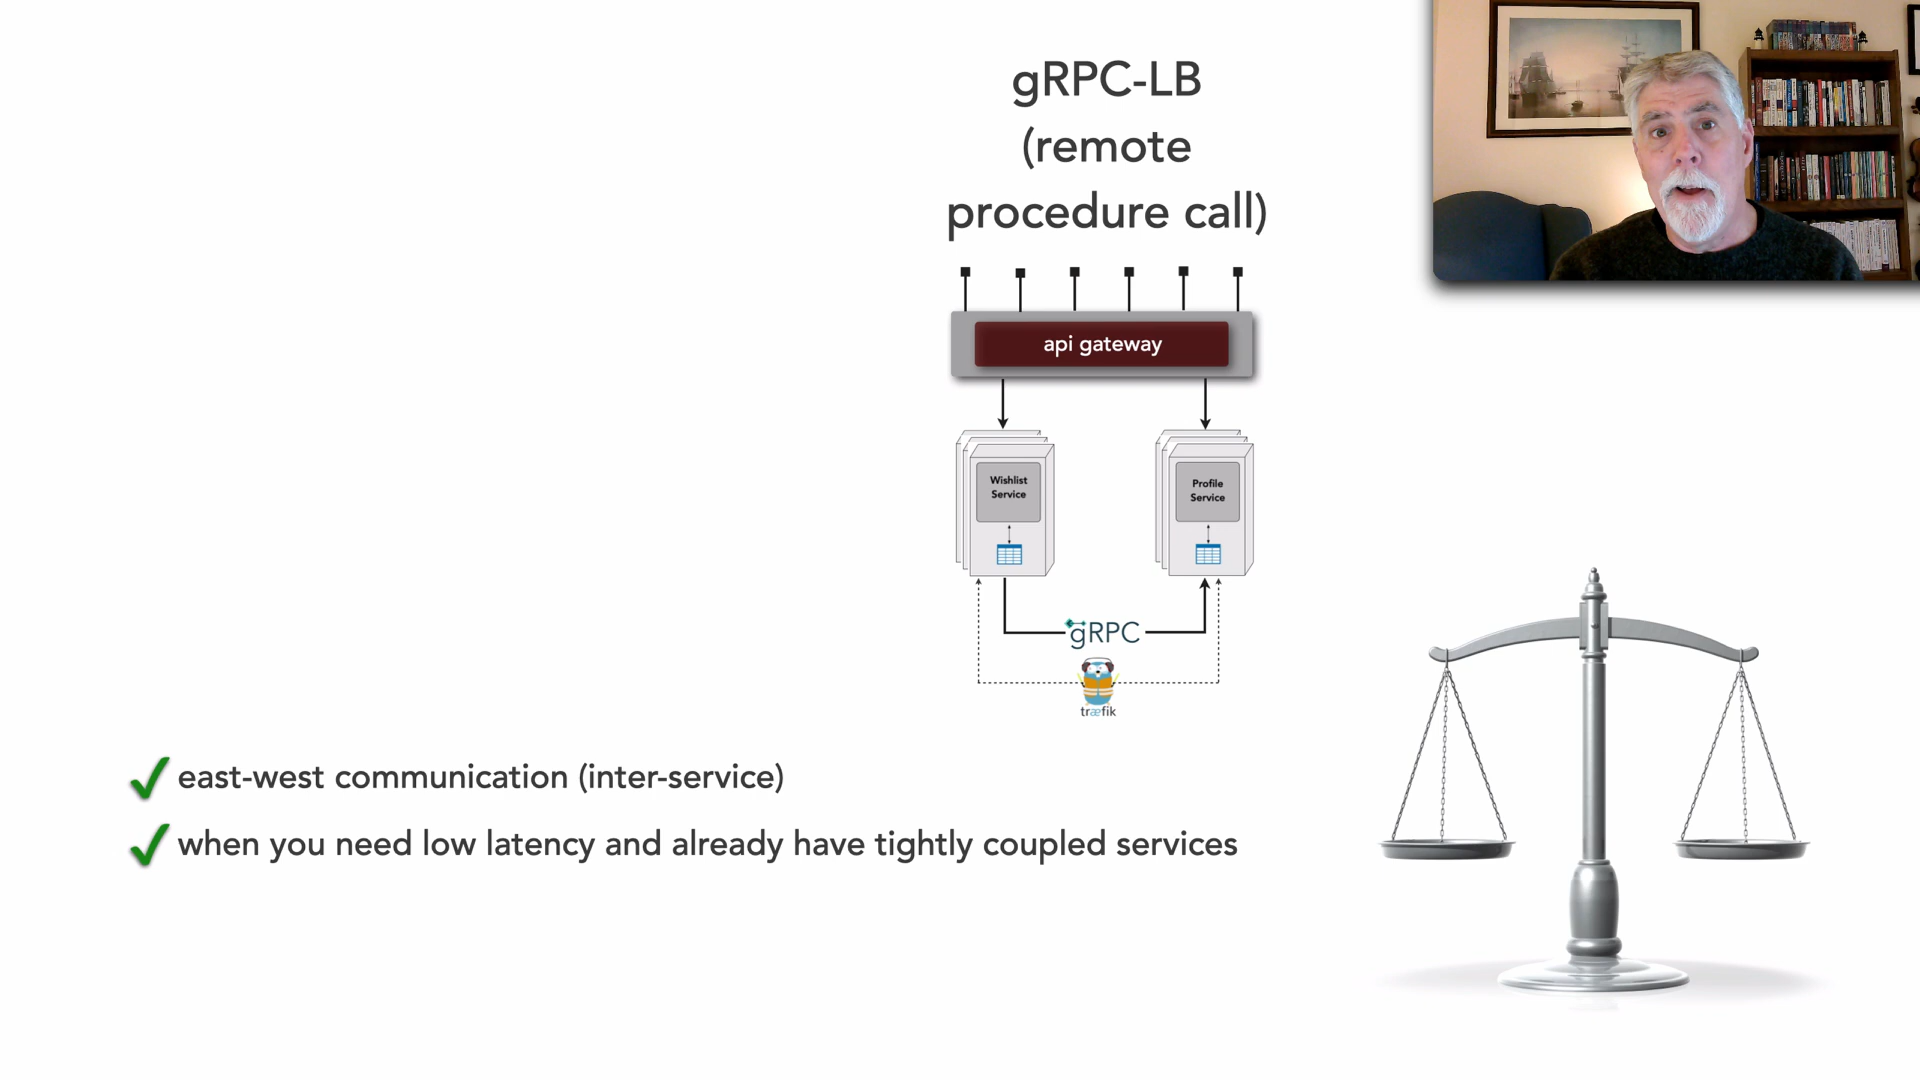 gRPC-LB
(remote
procedure call)
api gateway
Wishlist
Service
Profile
Service
gRPC
træfik
east-west communication (inter-service)
when you need low latency and already have tightly coupled services